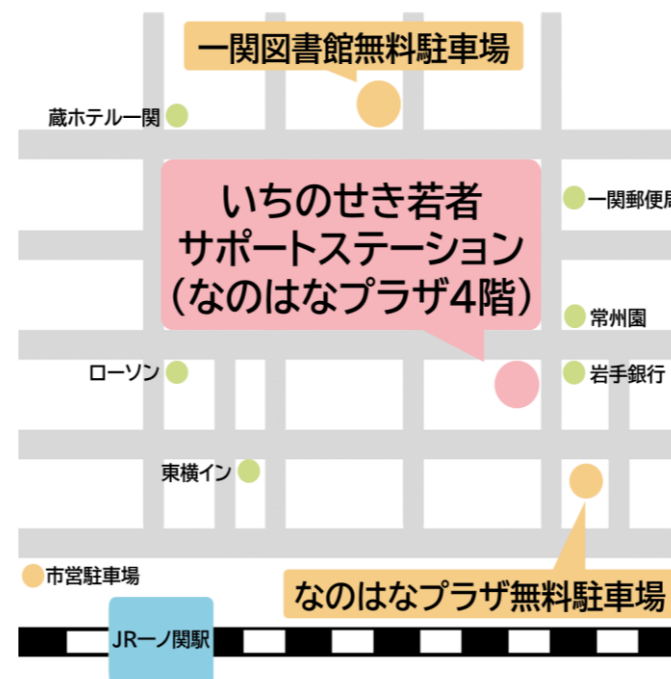 一関図書館無料駐車場
蔵ホテル一関
いちのせき若者
サポートステーション
(なのはなプラザ4階)
一関郵便局
常州園
ローソン
岩手銀行
東横イン
市営駐車場
なのはなプラザ無料駐車場
JR一ノ関駅